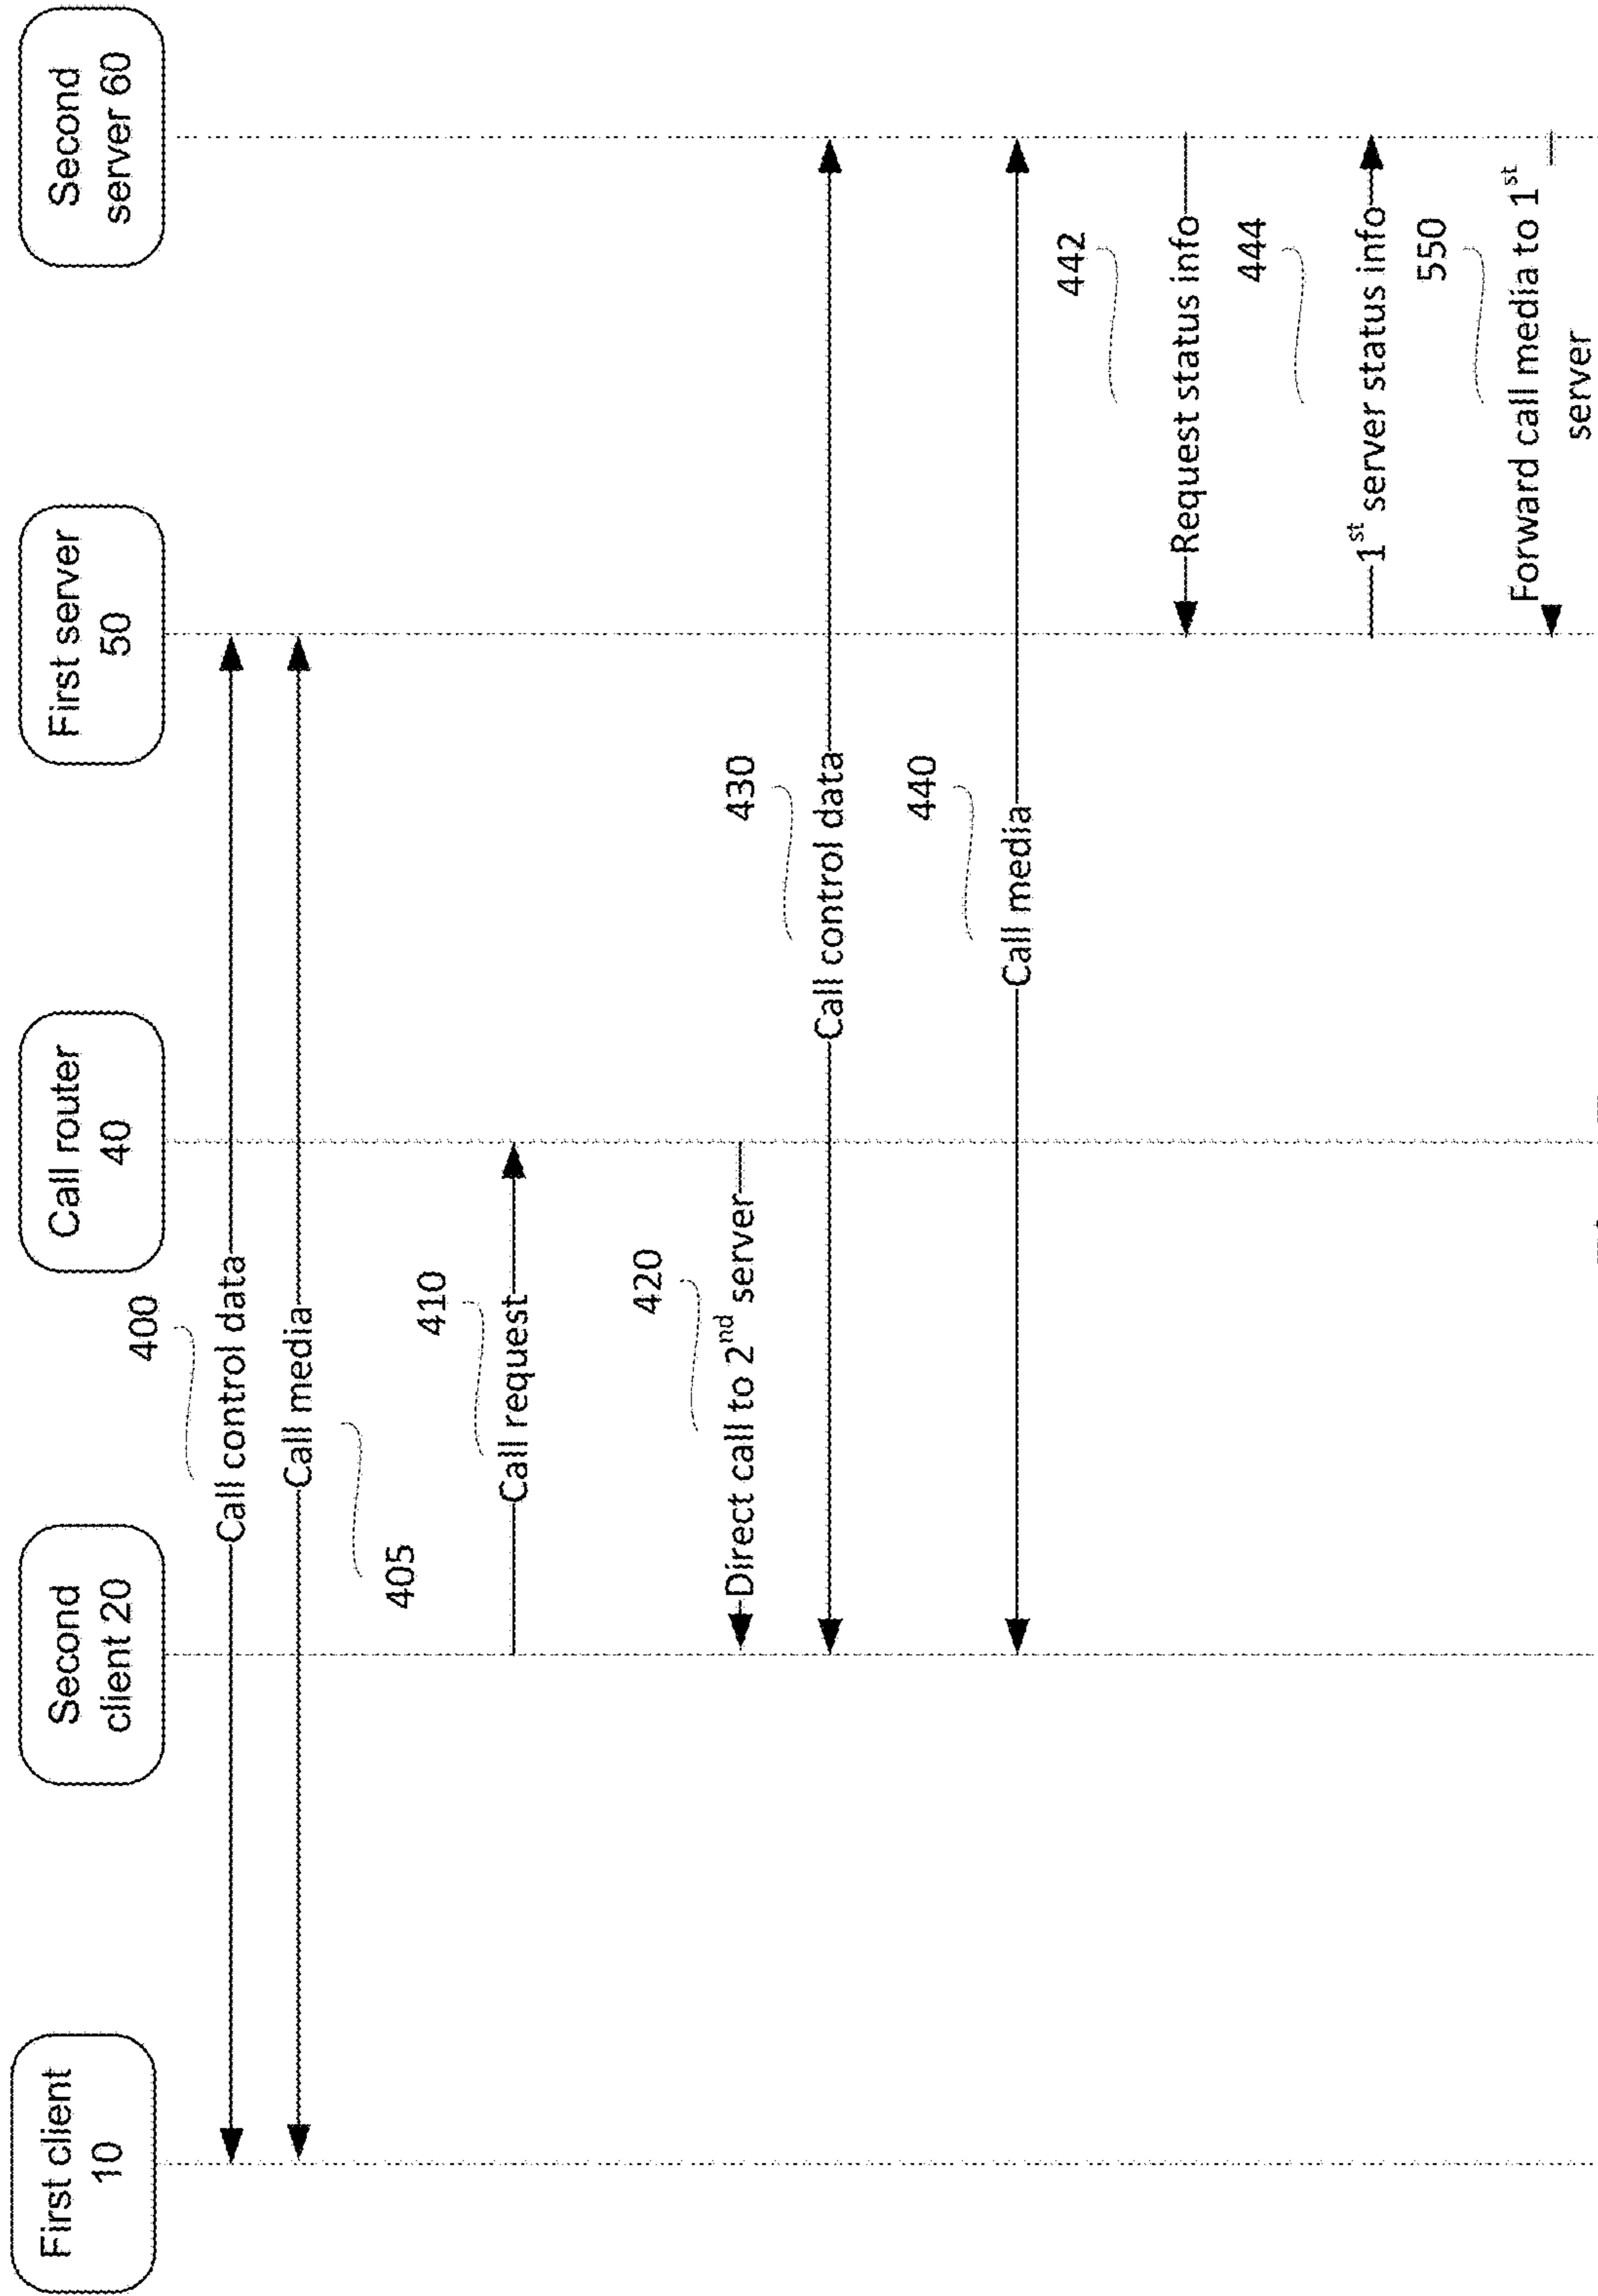 First client
10
Second
client 20
Call router
40
First server
50
Second
server 60
400
Call control data
Call media
405
410
Call request
420
Direct call to 2nd server
430
Call control data
440
Call media
442
Request status info
444
1st server status info
550
Forward call media to 1st
server